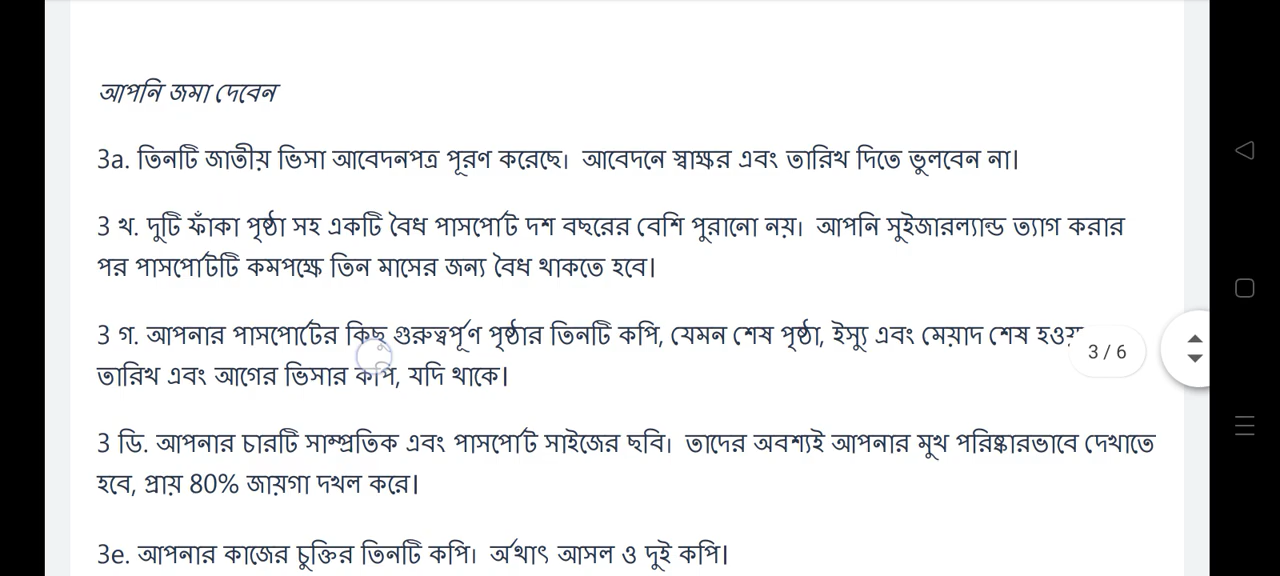 আপনি জমা দেবেন
3a. তিনটি জাতীয় ভিসা আবেদনপত্র পূরণ করেছে। আবেদনে স্বাক্ষর এবং তারিখ দিতে ভুলবেন না।
3 খ. দুটি ফাঁকা পৃষ্ঠা সহ একটি বৈধ পাসপোর্ট দশ বছরের বেশি পুরানো নয়। আপনি সুইজারল্যান্ড ত্যাগ করার
পর পাসপোর্টটি কমপক্ষে তিন মাসের জন্য বৈধ থাকতে হবে।
3 গ. আপনার পাসপোর্টের কিছু গুরুত্বপূর্ণ পৃষ্ঠার তিনটি কপি, যেমন শেষ পৃষ্ঠা, ইস্যু এবং মেয়াদ শেষ
তারিখ এবং আগের ভিসার কপি, যদি থাকে।
3 / 6
3 ডি. আপনার চারটি সাম্প্রতিক এবং পাসপোর্ট সাইজের ছবি। তাদের অবশ্যই আপনার মুখ পরিষ্কারভাবে দেখাতে
হবে, প্রায় 80% জায়গা দখল করে।
3e. আপনার কাজের চুক্তির তিনটি কপি। অর্থাৎ আসল ও দুই কপি।